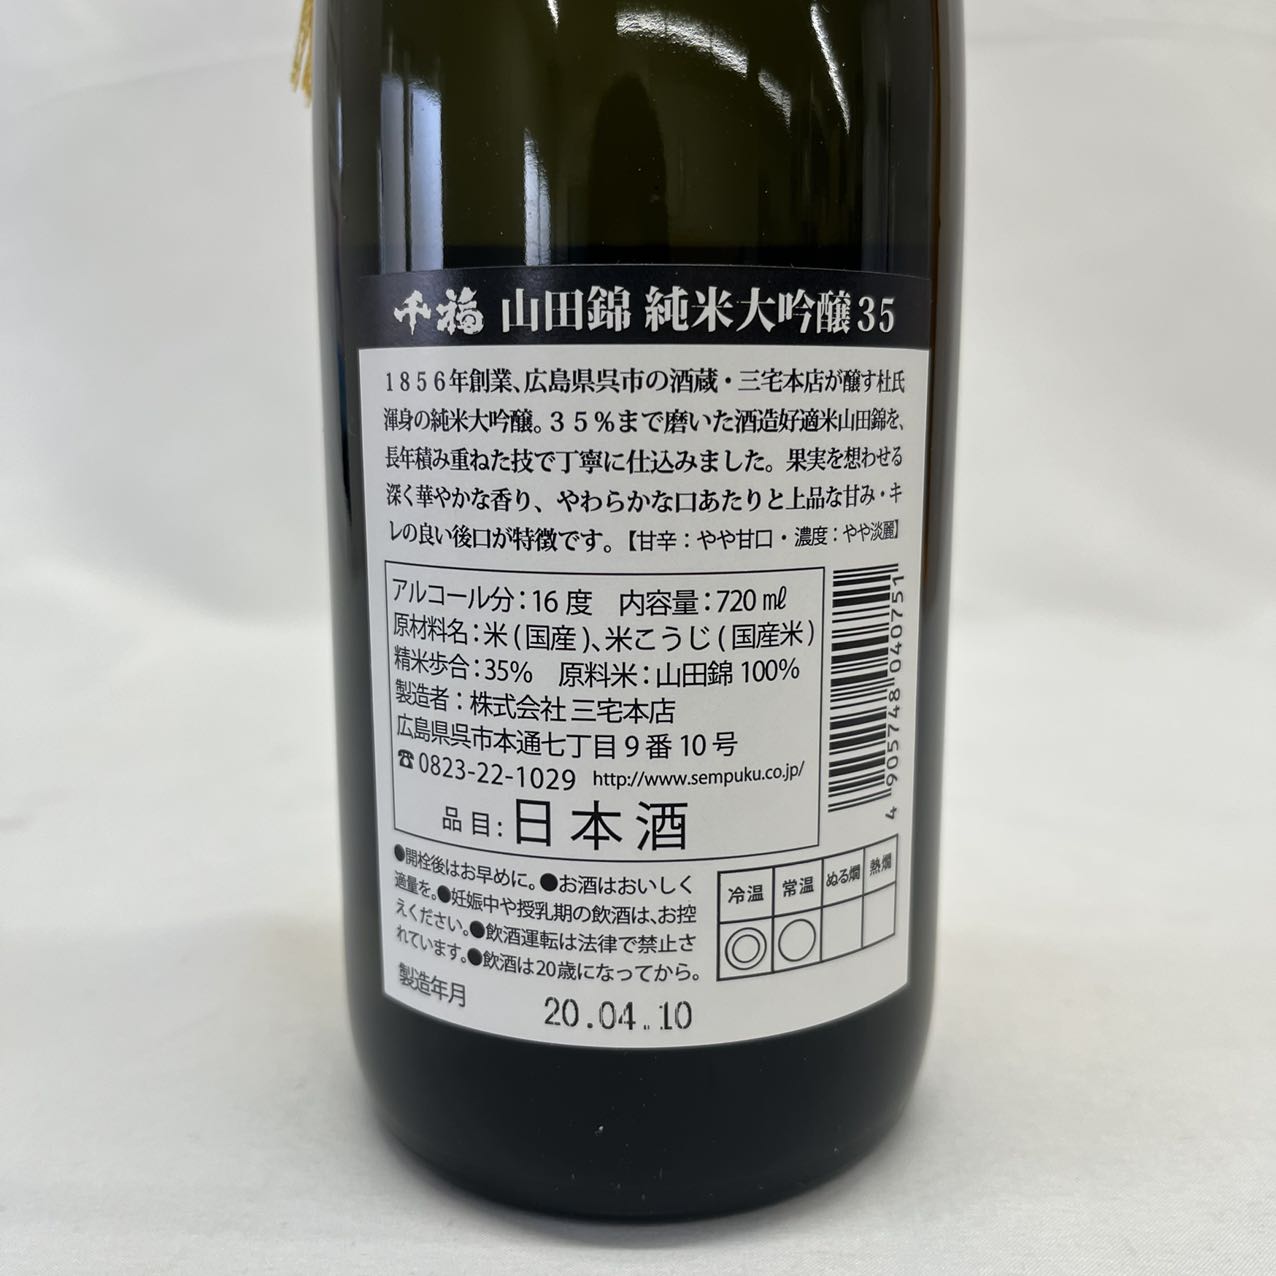 千福 山田錦 純米大吟醸35
1856年創業、広島県呉市の酒蔵・三宅本店が醸す杜氏
渾身の純米大吟醸。35％まで磨いた酒造好適米山田錦を、
長年積み重ねた技で丁寧に仕込みました。果実を想わせる
深く華やかな香り、やわらかな口あたりと上品な甘み・キ
レの良い後口が特徴です。【甘辛：やや甘口・濃度：やや淡麗】
アルコール分：16度 内容量：720㎖
原材料名：米(国産)、米こうじ(国産米)
精米歩合：35% 原料米：山田錦100%
製造者：株式会社 三宅本店
広島県呉市本通七丁目9番10号
☎0823-22-1029 http://www.sempuku.co.jp/
品目：日本酒
4 905748 040751
●開栓後はお早めに。●お酒はおいしく
適量を。●妊娠中や授乳期の飲酒は、お控
えください。●飲酒運転は法律で禁止さ
れています。●飲酒は20歳になってから。
冷温 常温 ぬる燗 熱燗
◎ ○
製造年月 20.04.10